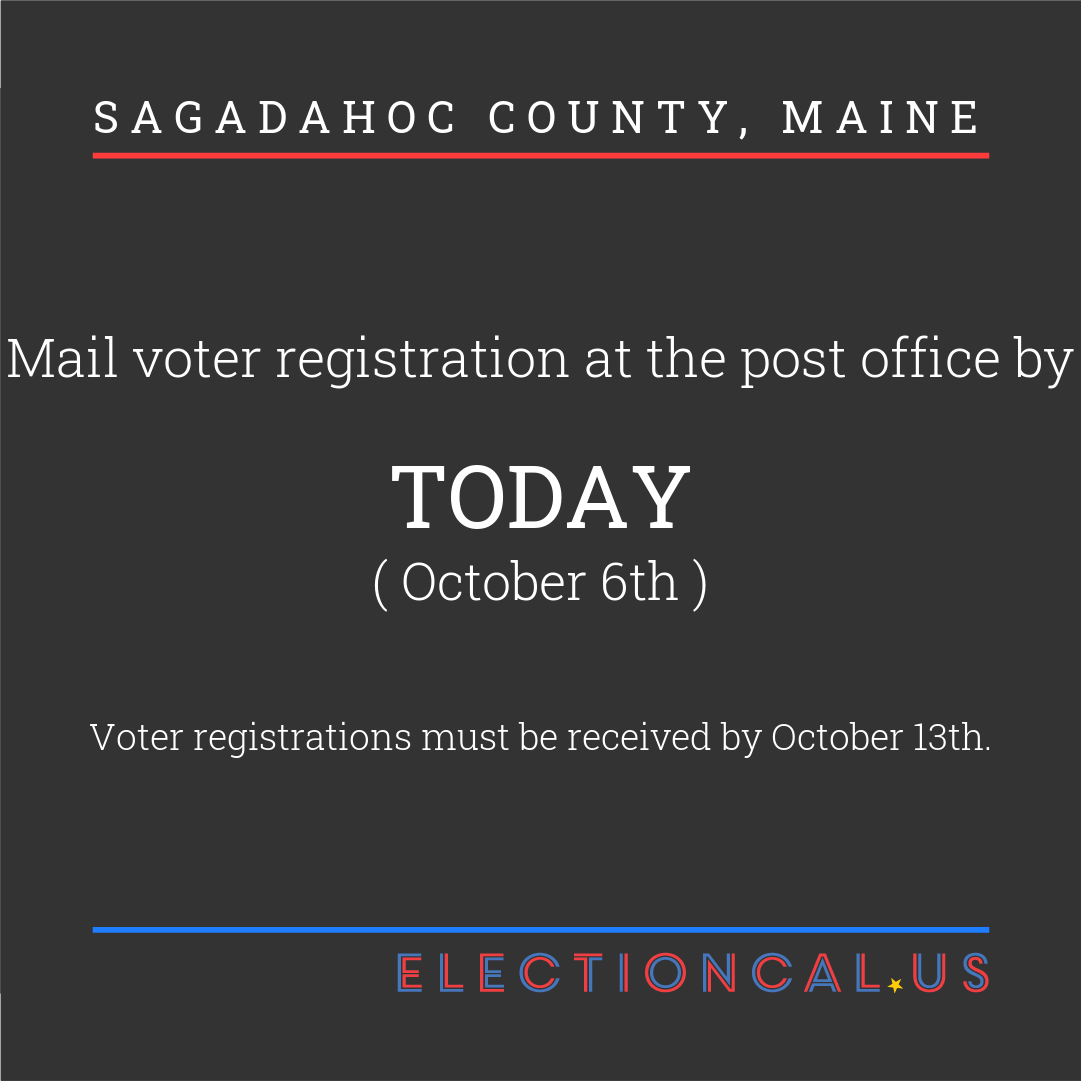 SAGADAHOC COUNTY, MAINE
Mail voter registration at the post office by
TODAY
( October 6th )
Voter registrations must be received by October 13th.
ELECTIONCAL.US